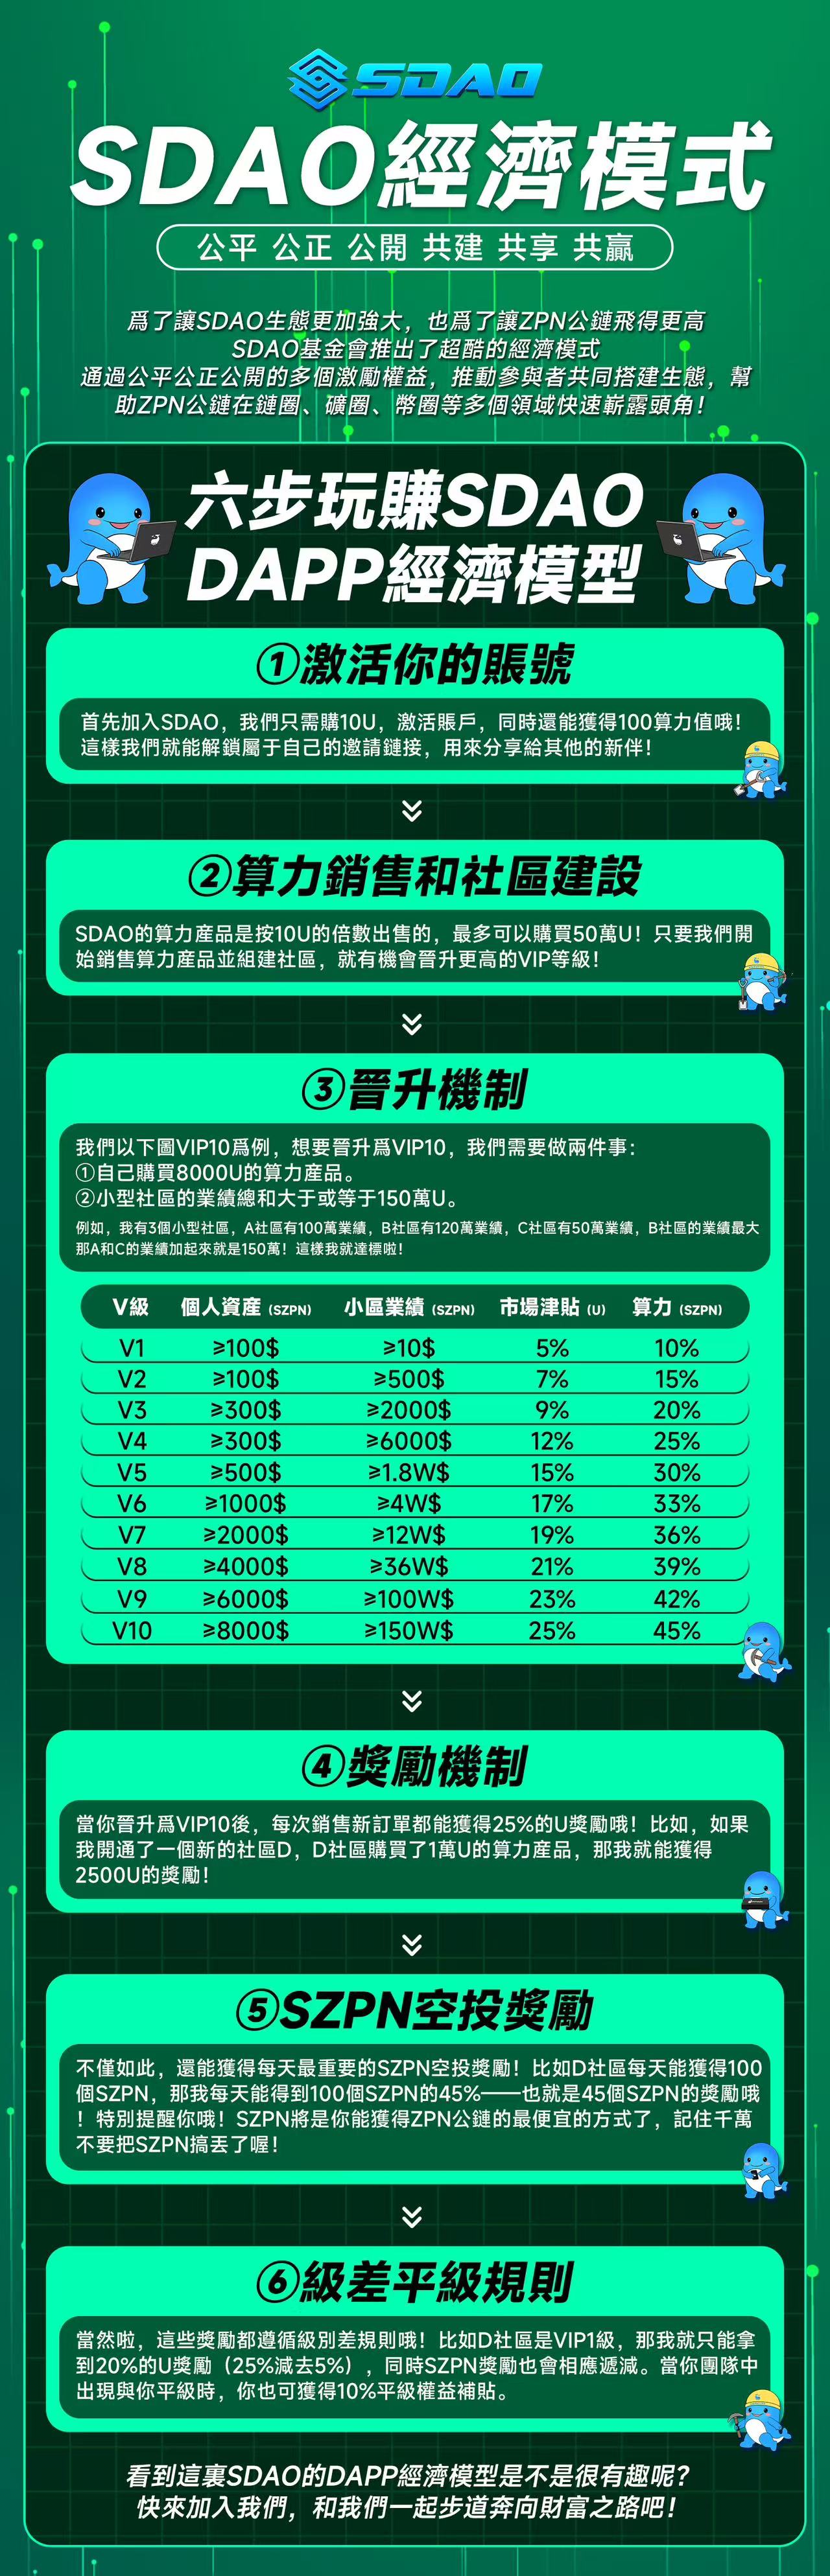 SDAO
SDAO經濟模式
公平 公正 公開 共建 共享 共贏
爲了讓SDAO生態更加強大，也爲了讓ZPN公鏈飛得更高
SDAO基金會推出了超酷的經濟模式
通過公平公正公開的多個激勵權益，推動參與者共同搭建生態，幫
助ZPN公鏈在鏈圈、礦圈、幣圈等多個領域快速嶄露頭角！
六步玩賺SDAO
DAPP經濟模型
①激活你的賬號
首先加入SDAO，我們只需購10U，激活賬戶，同時還能獲得100算力值哦！
這樣我們就能解鎖屬于自己的邀請鏈接，用來分享給其他的新伴！
②算力銷售和社區建設
SDAO的算力産品是按10U的倍數出售的，最多可以購買50萬U！只要我們開
始銷售算力産品並組建社區，就有機會晉升更高的VIP等級！
③晉升機制
我們以下圖VIP10爲例，想要晉升爲VIP10，我們需要做兩件事：
①自己購買8000U的算力産品。
②小型社區的業績總和大于或等于150萬U。
例如，我有3個小型社區，A社區有100萬業績，B社區有120萬業績，C社區有50萬業績，B社區的業績最大
那A和C的業績加起來就是150萬！這樣我就達標啦！
V級 個人資産 (SZPN) 小區業績 (SZPN) 市場津貼 (U) 算力 (SZPN)
V1 ≥100$ ≥10$ 5% 10%
V2 ≥100$ ≥500$ 7% 15%
V3 ≥300$ ≥2000$ 9% 20%
V4 ≥300$ ≥6000$ 12% 25%
V5 ≥500$ ≥1.8W$ 15% 30%
V6 ≥1000$ ≥4W$ 17% 33%
V7 ≥2000$ ≥12W$ 19% 36%
V8 ≥4000$ ≥36W$ 21% 39%
V9 ≥6000$ ≥100W$ 23% 42%
V10 ≥8000$ ≥150W$ 25% 45%
④獎勵機制
當你晉升爲VIP10後，每次銷售新訂單都能獲得25%的U獎勵哦！比如，如果
我開通了一個新的社區D，D社區購買了1萬U的算力産品，那我就能獲得
2500U的獎勵！
⑤SZPN空投獎勵
不僅如此，還能獲得每天最重要的SZPN空投獎勵！比如D社區每天能獲得100
個SZPN，那我每天能得到100個SZPN的45%——也就是45個SZPN的獎勵哦
！特別提醒你哦！SZPN將是你能獲得ZPN公鏈的最便宜的方式了，記住千萬
不要把SZPN搞丟了喔！
⑥級差平級規則
當然啦，這些獎勵都遵循級別差規則哦！比如D社區是VIP1級，那我就只能拿
到20%的U獎勵（25%減去5%），同時SZPN獎勵也會相應遞減。當你團隊中
出現與你平級時，你也可獲得10%平級權益補貼。
看到這裏SDAO的DAPP經濟模型是不是很有趣呢？
快來加入我們，和我們一起步道奔向財富之路吧！